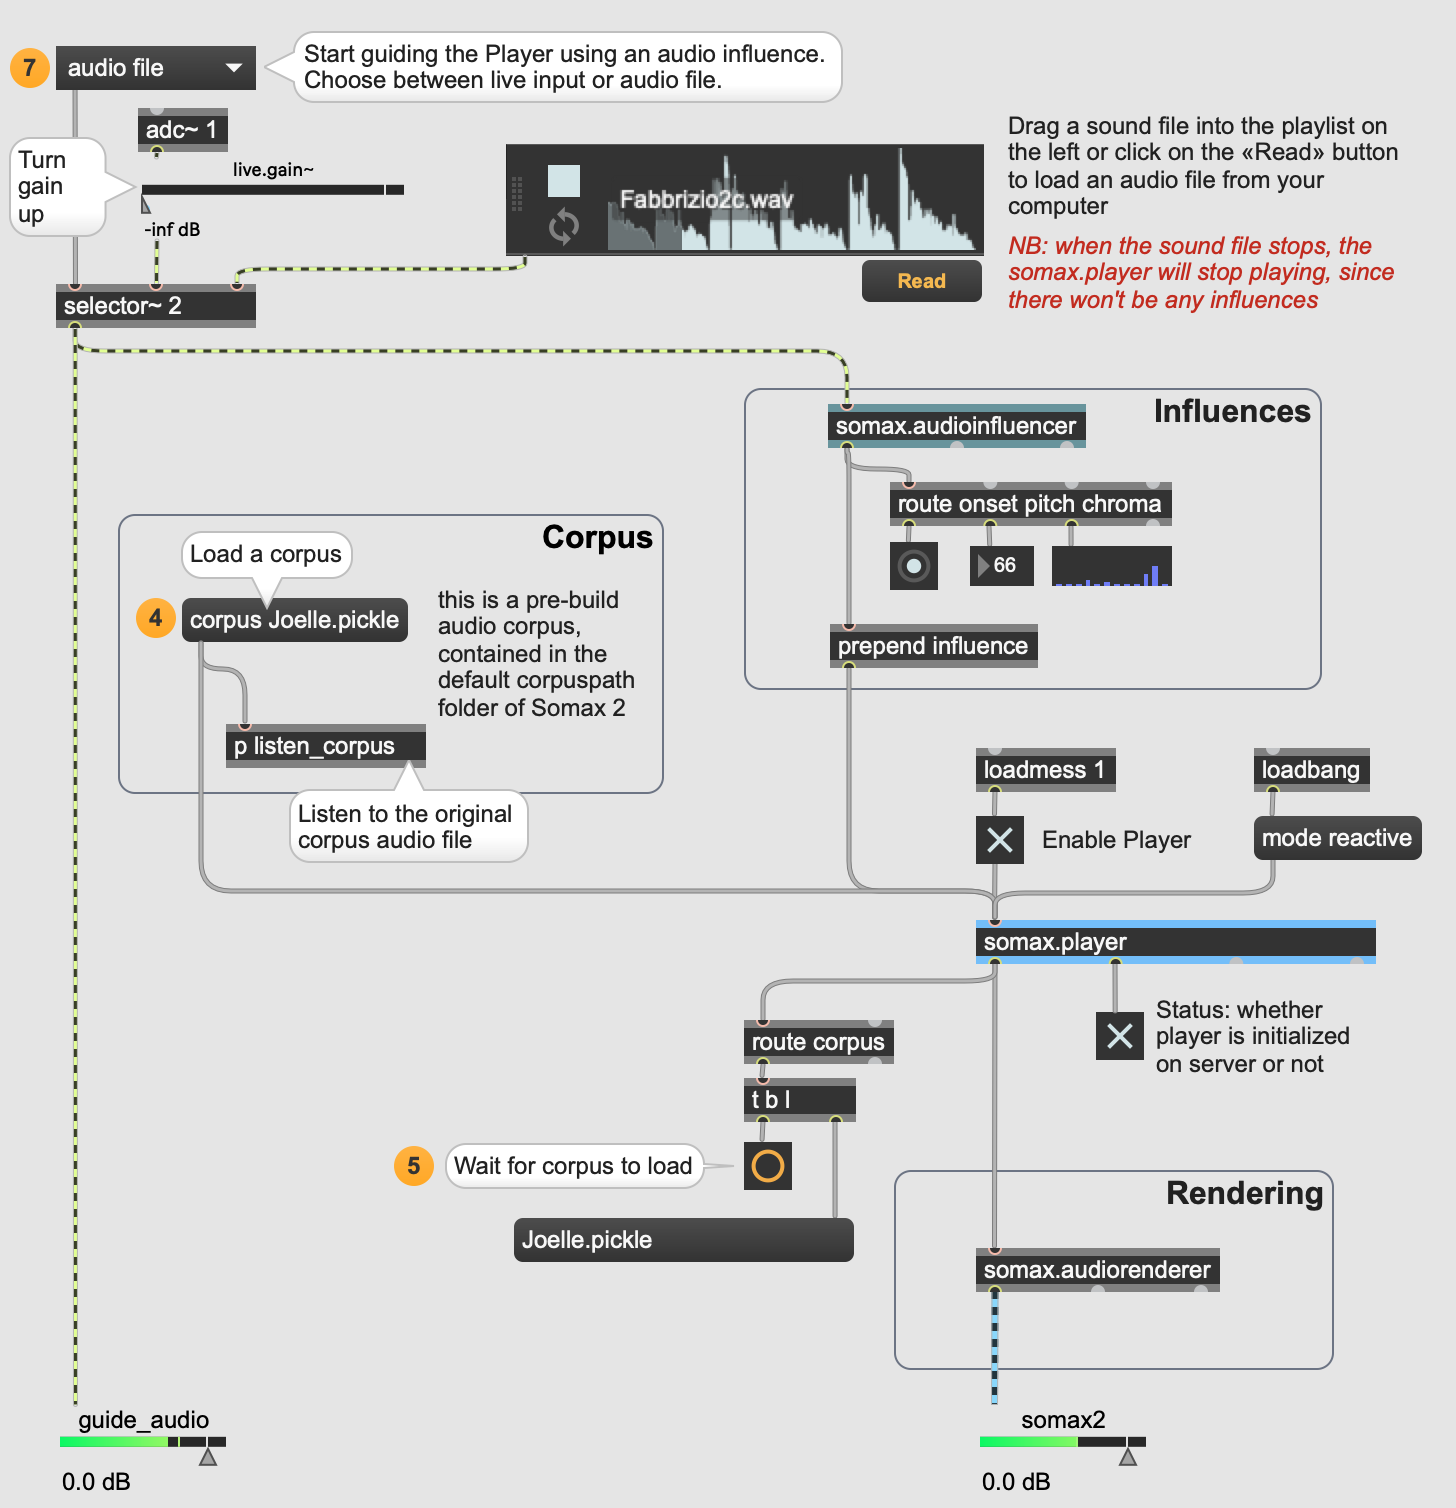 7
audio file
Start guiding the Player using an audio influence.
Choose between live input or audio file.
adc~ 1
Turn
gain
up
live.gain~
-inf dB
Fabbrizio2c.wav
Read
Drag a sound file into the playlist on
the left or click on the «Read» button
to load an audio file from your
computer
NB: when the sound file stops, the
somax.player will stop playing, since
there won't be any influences
selector~ 2
Influences
somax.audioinfluencer
route onset pitch chroma
66
prepend influence
Corpus
Load a corpus
4
corpus Joelle.pickle
this is a pre-build
audio corpus,
contained in the
default corpuspath
folder of Somax 2
p listen_corpus
Listen to the original
corpus audio file
loadmess 1
Enable Player
loadbang
mode reactive
somax.player
Status: whether
player is initialized
on server or not
route corpus
t b l
5
Wait for corpus to load
Joelle.pickle
Rendering
somax.audiorenderer
guide_audio
0.0 dB
somax2
0.0 dB